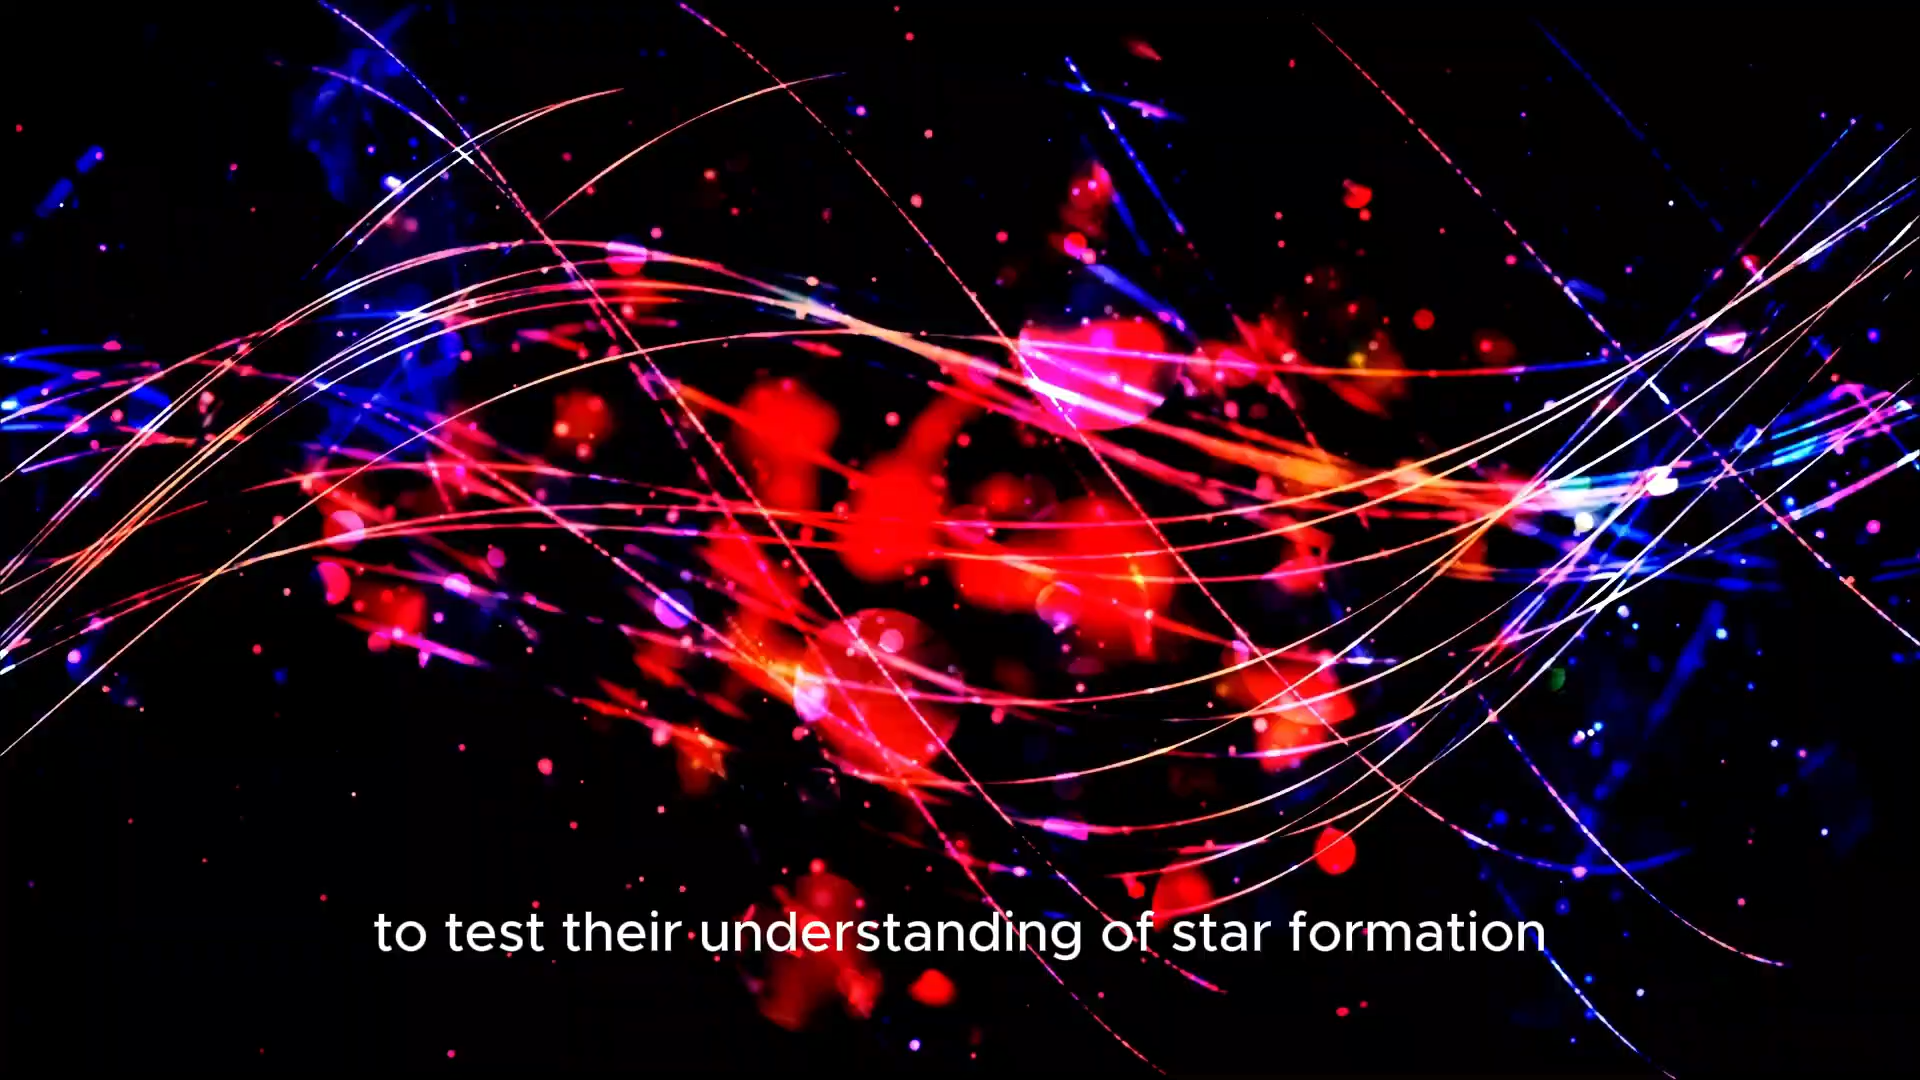 to test their understanding of star formation